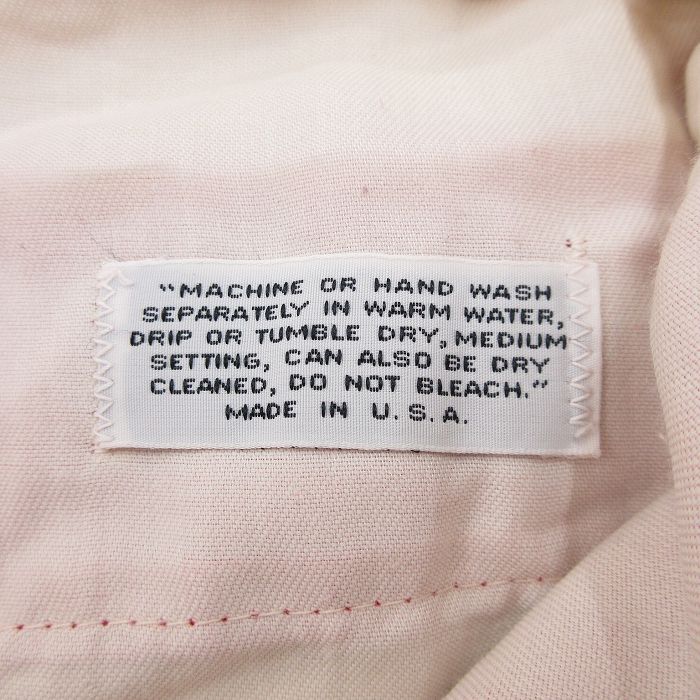 "MACHINE OR HAND WASH
SEPARATELY IN WARM WATER,
DRIP OR TUMBLE DRY, MEDIUM
SETTING, CAN ALSO BE DRY
CLEANED, DO NOT BLEACH."
MADE IN U.S.A.